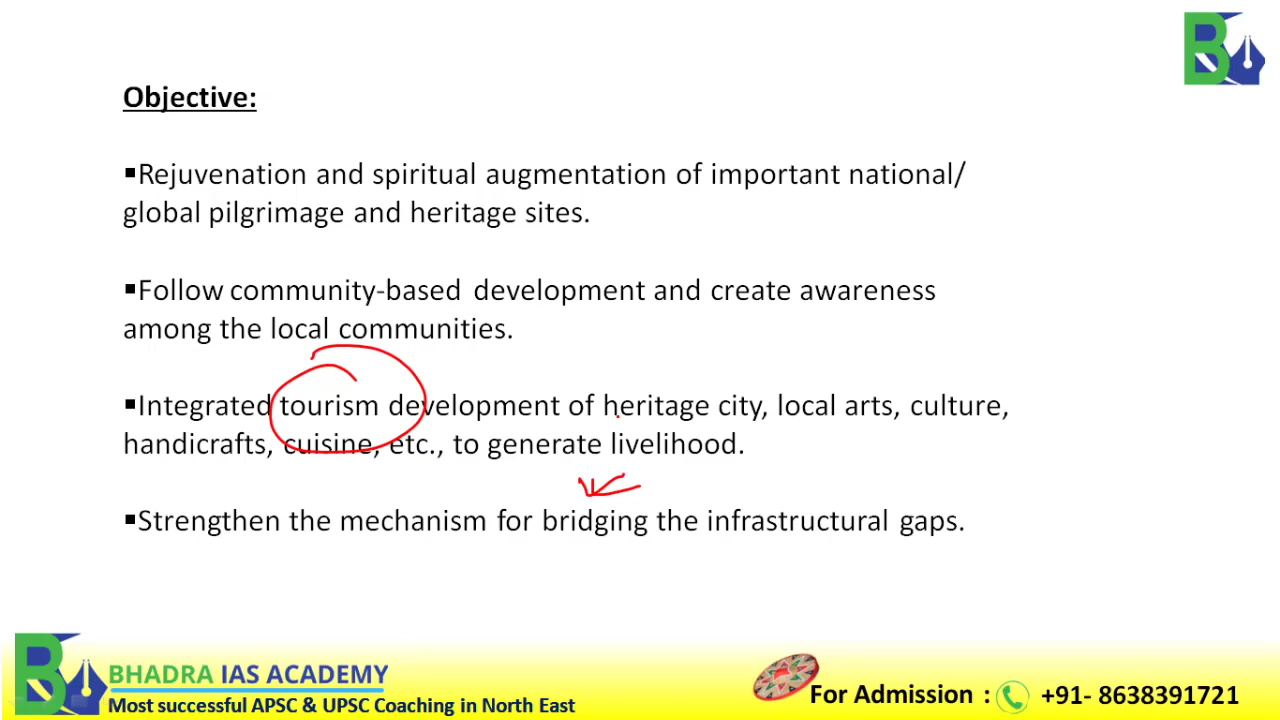 Objective:
▪Rejuvenation and spiritual augmentation of important national/
global pilgrimage and heritage sites.
▪Follow community-based development and create awareness
among the local communities.
▪Integrated tourism development of heritage city, local arts, culture,
handicrafts, cuisine, etc., to generate livelihood.
▪Strengthen the mechanism for bridging the infrastructural gaps.
BHADRA IAS ACADEMY
Most successful APSC & UPSC Coaching in North East
For Admission : +91- 8638391721